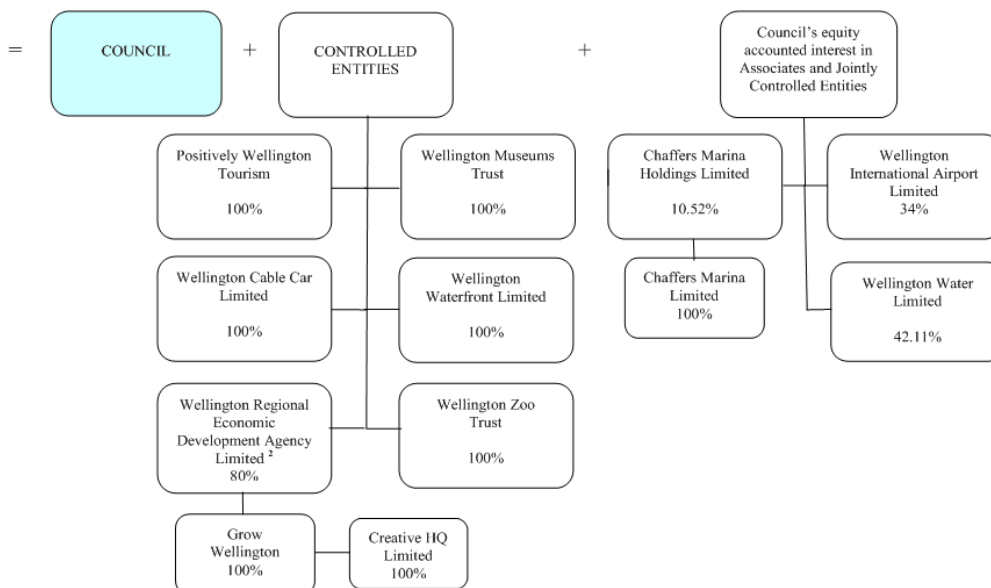 =
COUNCIL
+
CONTROLLED
ENTITIES
+
Council's equity
accounted interest in
Associates and Jointly
Controlled Entities
Positively Wellington
Tourism
100%
Wellington Museums
Trust
100%
Chaffers Marina
Holdings Limited
10.52%
Wellington
International Airport
Limited
34%
Wellington Cable Car
Limited
100%
Wellington
Waterfront Limited
100%
Chaffers Marina
Limited
100%
Wellington Water
Limited
42.11%
Wellington Regional
Economic
Development Agency
Limited ²
80%
Wellington Zoo
Trust
100%
Grow
Wellington
100%
Creative HQ
Limited
100%